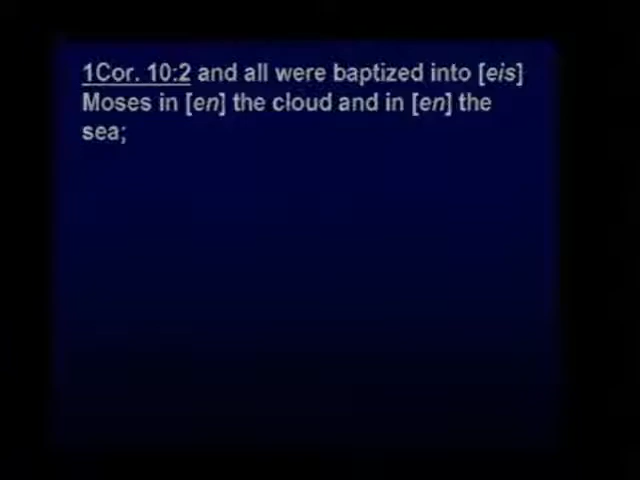 1Cor. 10:2 and all were baptized into [eis]
Moses in [en] the cloud and in [en] the
sea;